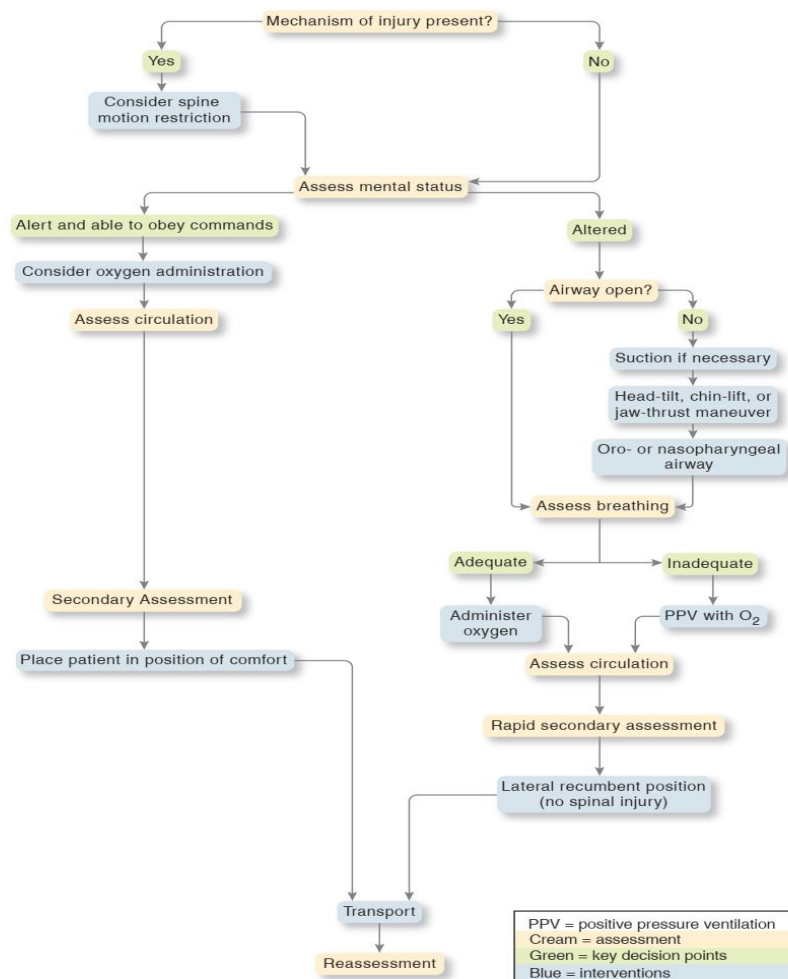 Mechanism of injury present?
Yes
No
Consider spine
motion restriction
Assess mental status
Alert and able to obey commands
Altered
Consider oxygen administration
Airway open?
Assess circulation
Yes
No
Suction if necessary
Head-tilt, chin-lift, or
jaw-thrust maneuver
Oro- or nasopharyngeal
airway
Assess breathing
Adequate
Inadequate
Secondary Assessment
Administer
oxygen
PPV with O₂
Place patient in position of comfort
Assess circulation
Rapid secondary assessment
Lateral recumbent position
(no spinal injury)
Transport
Reassessment
PPV = positive pressure ventilation
Cream = assessment
Green = key decision points
Blue = interventions